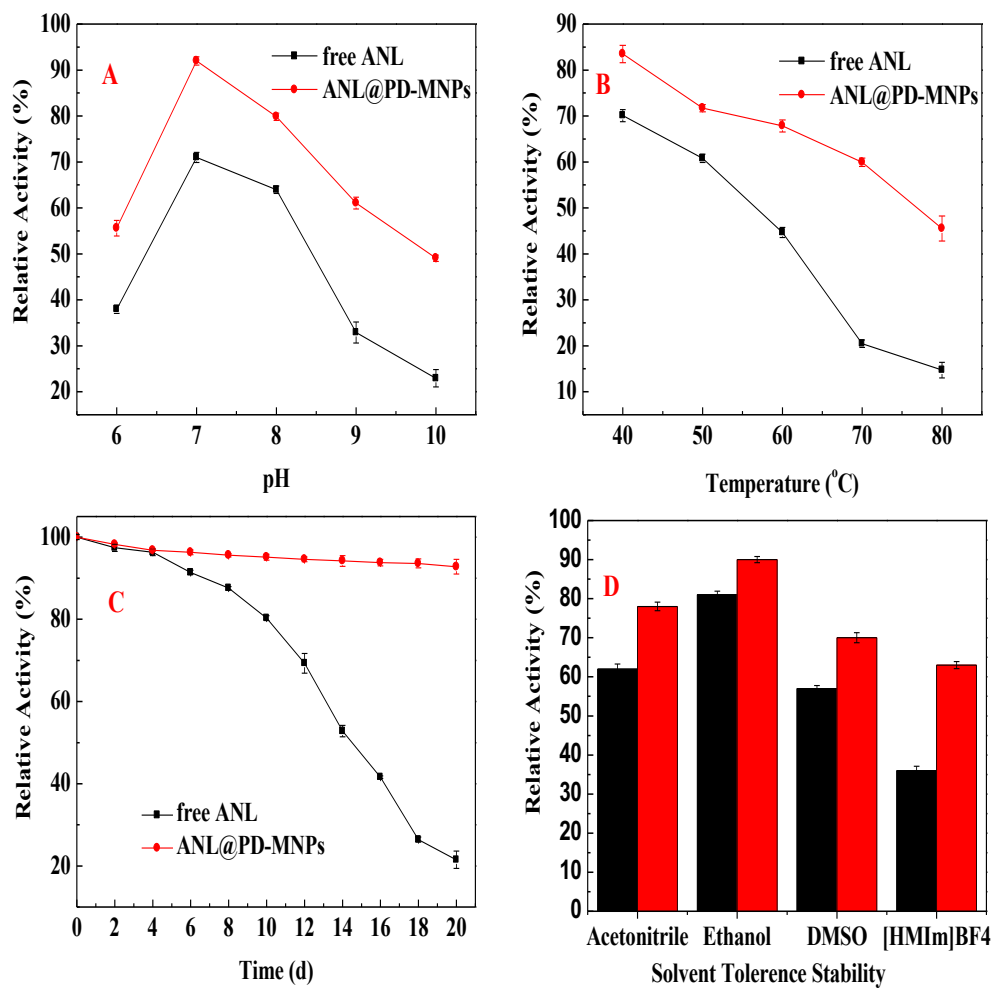 100
90
80
70
60
50
40
30
20
Relative Activity (%)
A
free ANL
ANL@PD-MNPs
6 7 8 9 10
pH
90
80
70
60
50
40
30
20
10
Relative Activity (%)
B
free ANL
ANL@PD-MNPs
40 50 60 70 80
Temperature (°C)
100
80
60
40
20
Relative Activity (%)
C
free ANL
ANL@PD-MNPs
0 2 4 6 8 10 12 14 16 18 20
Time (d)
100
90
80
70
60
50
40
30
20
10
0
Relative Activity (%)
D
Acetonitrile Ethanol DMSO [HMIm]BF4
Solvent Tolerence Stability